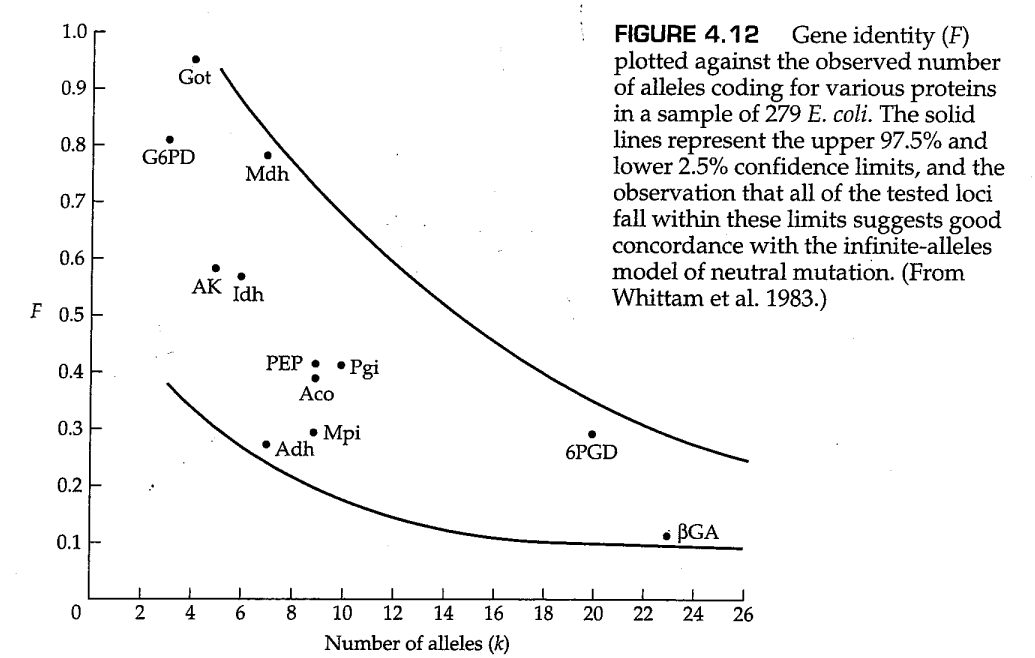 FIGURE 4.12 Gene identity (F)
plotted against the observed number
of alleles coding for various proteins
in a sample of 279 E. coli. The solid
lines represent the upper 97.5% and
lower 2.5% confidence limits, and the
observation that all of the tested loci
fall within these limits suggests good
concordance with the infinite-alleles
model of neutral mutation. (From
Whittam et al. 1983.)
1.0
0.9
0.8
0.7
0.6
0.5
0.4
0.3
0.2
0.1
F
Got
G6PD
Mdh
AK
Idh
PEP
Pgi
Aco
Mpi
Adh
6PGD
βGA
0 2 4 6 8 10 12 14 16 18 20 22 24 26
Number of alleles (k)